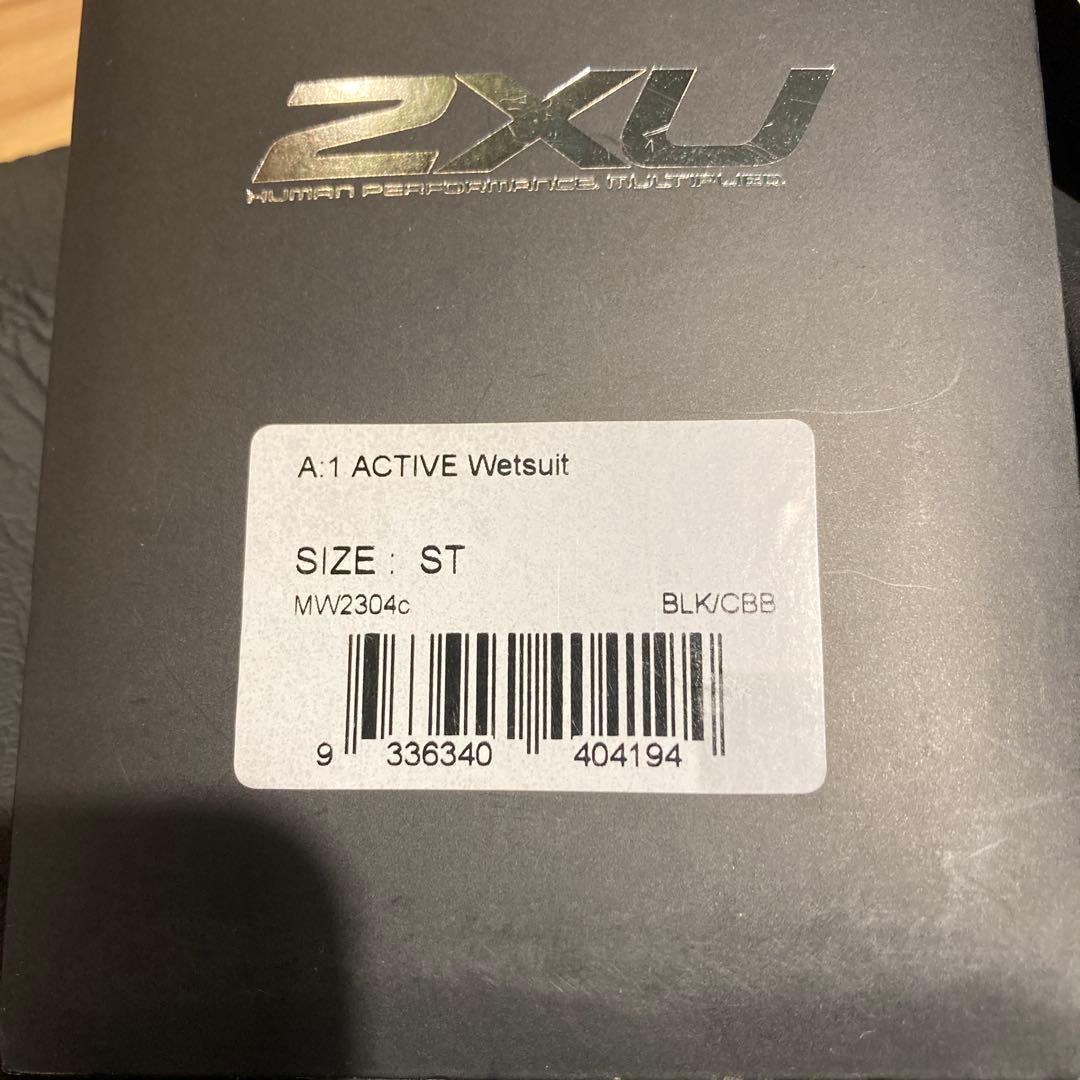 2XU
HUMAN PERFORMANCE. MULTIPLIED.
A:1 ACTIVE Wetsuit
SIZE : ST
MW2304c BLK/CBB
9 336340 404194